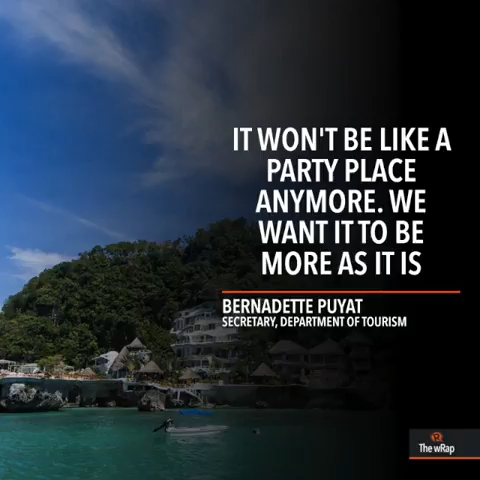 IT WON'T BE LIKE A
PARTY PLACE
ANYMORE. WE
WANT IT TO BE
MORE AS IT IS
BERNADETTE PUYAT
SECRETARY, DEPARTMENT OF TOURISM
The wRap